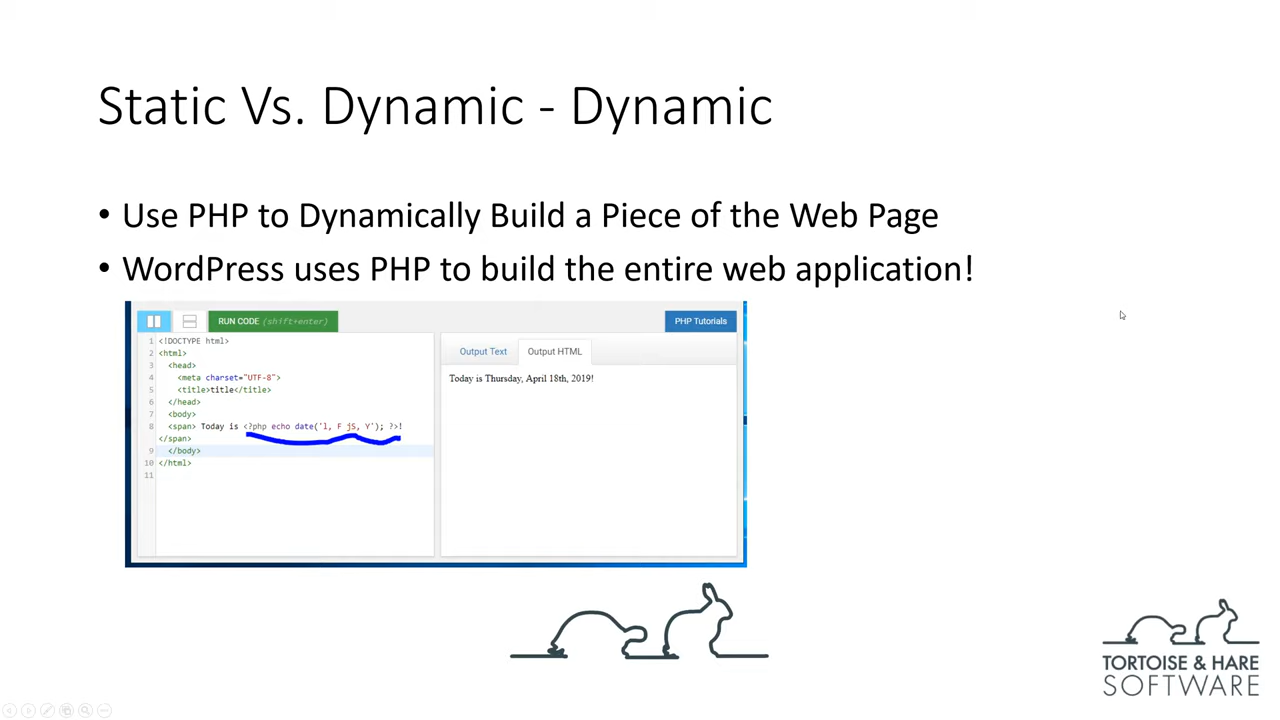 Static Vs. Dynamic - Dynamic
• Use PHP to Dynamically Build a Piece of the Web Page
• WordPress uses PHP to build the entire web application!
RUN CODE (shift+enter)
PHP Tutorials
1 <!DOCTYPE html>
2 <html>
3 <head>
4 <meta charset="UTF-8">
5 <title>title</title>
6 </head>
7 <body>
8 <span> Today is <?php echo date('l, F jS, Y'); ?>!
</span>
9 </body>
10 </html>
11
Output Text
Output HTML
Today is Thursday, April 18th, 2019!
TORTOISE & HARE
SOFTWARE